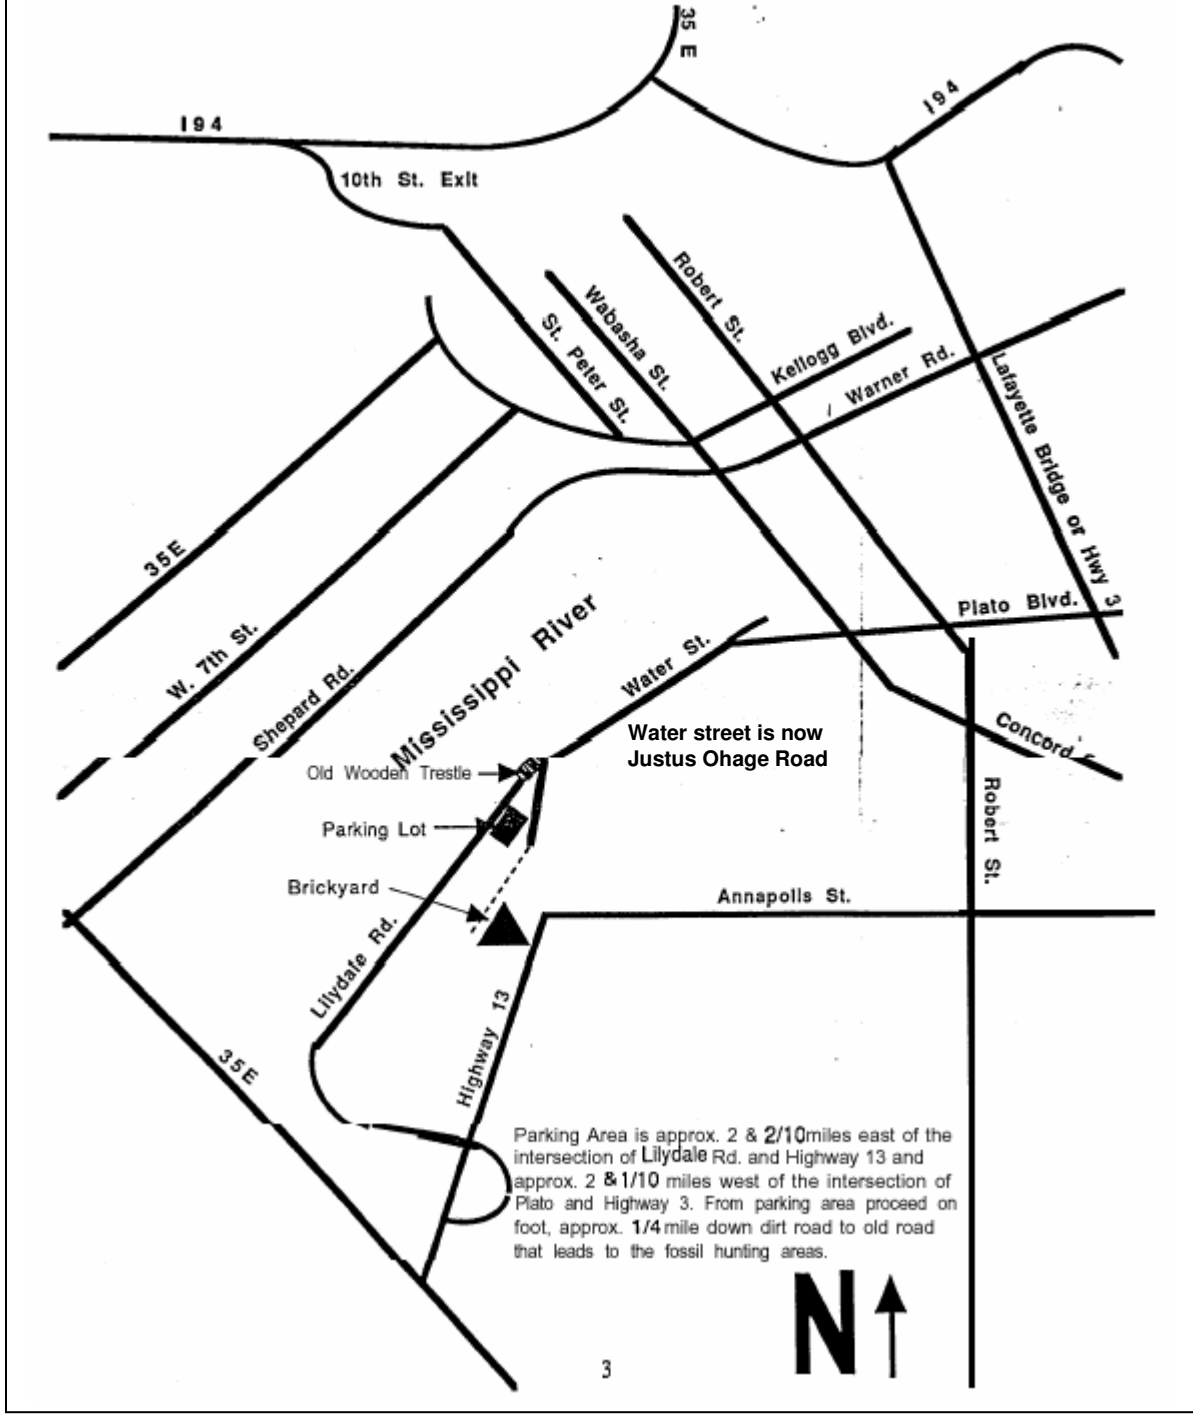 35 E
I 94
I 94
10th St. Exit
Robert St.
Wabasha St.
St. Peter St.
Kellogg Blvd.
Warner Rd.
Lafayette Bridge or Hwy 3
35E
W. 7th St.
Shepard Rd.
Mississippi River
Plato Blvd.
Water St.
Water street is now
Justus Ohage Road
Concord
Old Wooden Trestle
Parking Lot
Robert St.
Brickyard
Annapolis St.
Lilydale Rd.
Highway 13
35E
Parking Area is approx. 2 & 2/10 miles east of the
intersection of Lilydale Rd. and Highway 13 and
approx. 2 & 1/10 miles west of the intersection of
Plato and Highway 3. From parking area proceed on
foot, approx. 1/4 mile down dirt road to old road
that leads to the fossil hunting areas.
N
3